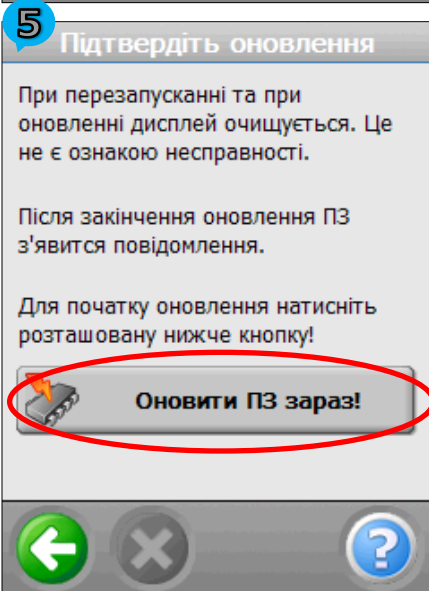 5
Підтвердіть оновлення
При перезапусканні та при
оновленні дисплей очищується. Це
не є ознакою несправності.
Після закінчення оновлення ПЗ
з'явится повідомлення.
Для початку оновлення натисніть
розташовану нижче кнопку!
Оновити ПЗ зараз!
?